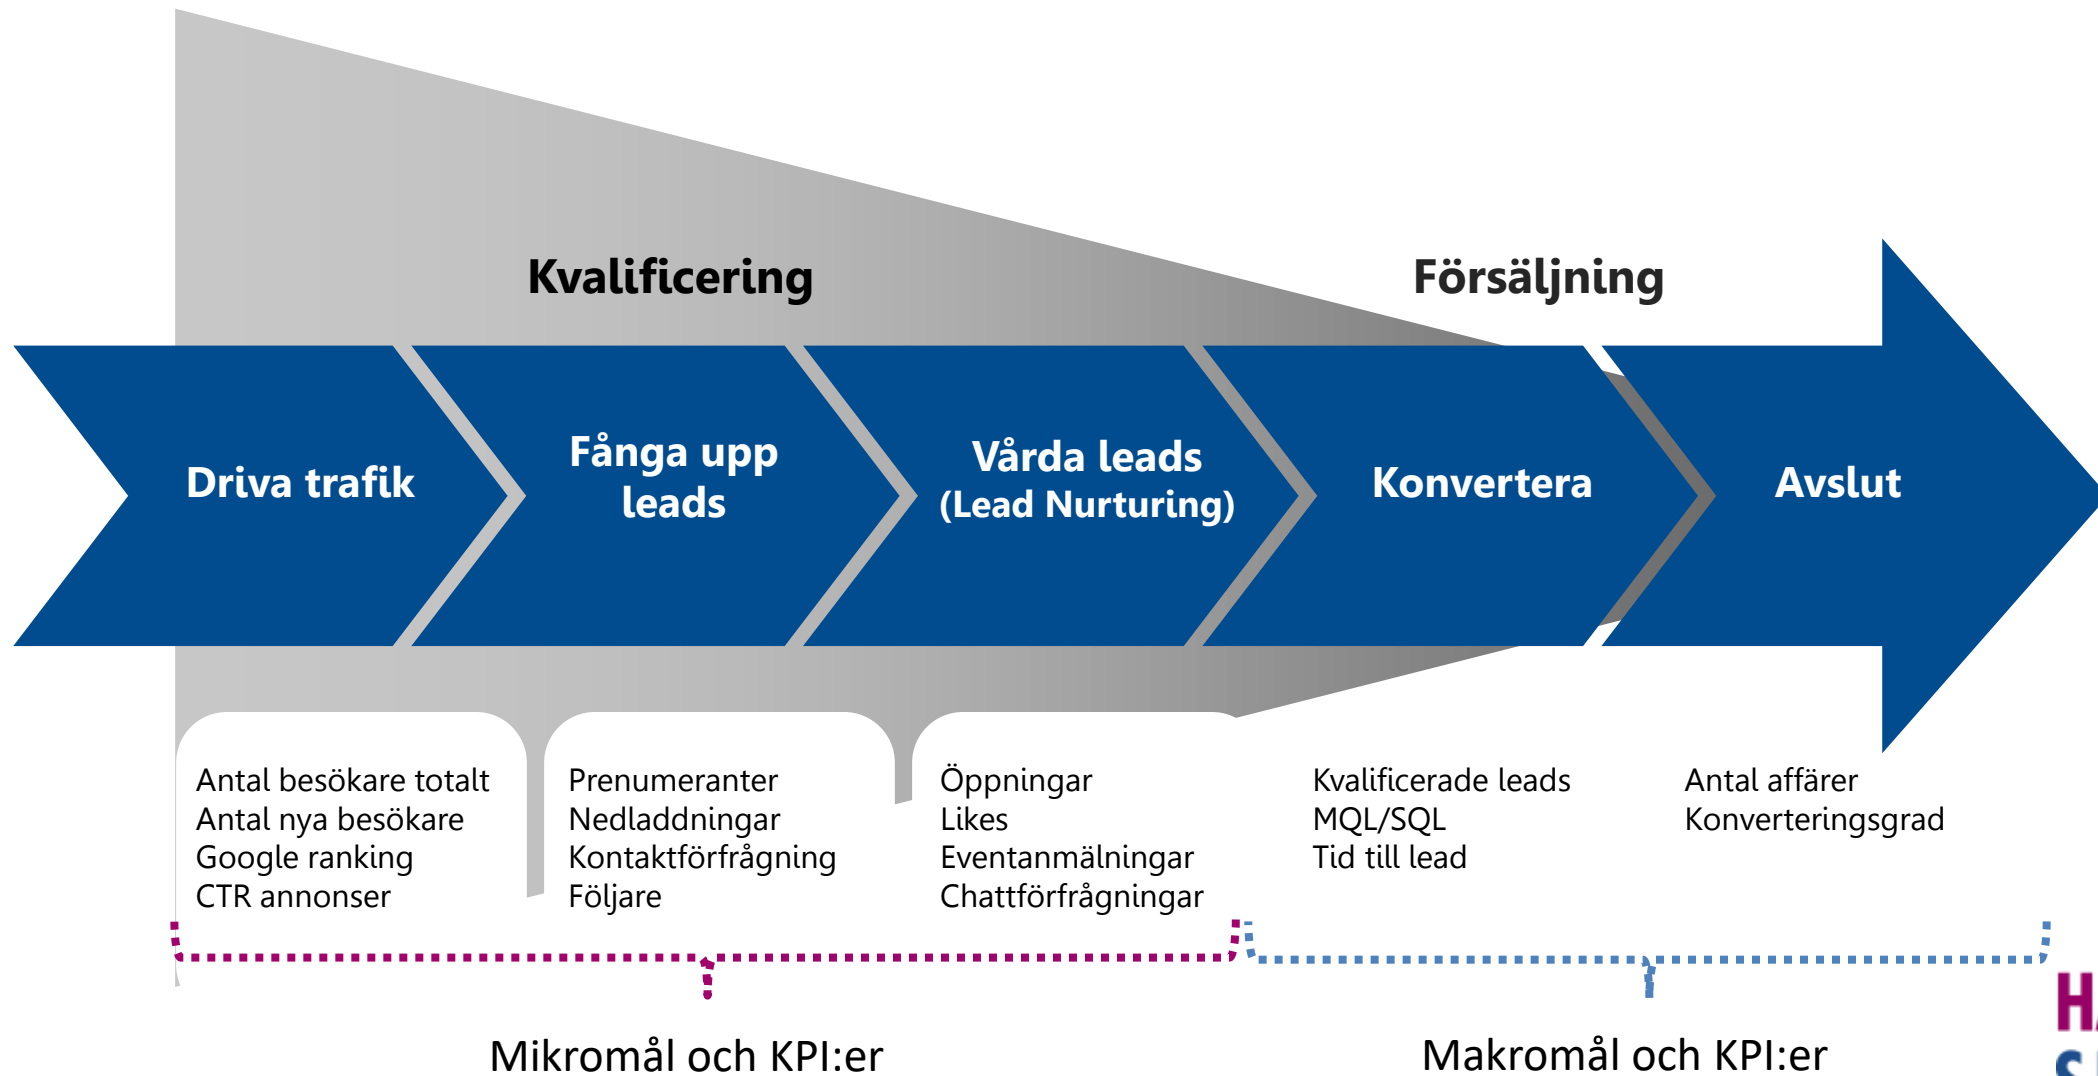 Kvalificering
Försäljning
Driva trafik
Fånga upp
leads
Vårda leads
(Lead Nurturing)
Konvertera
Avslut
Antal besökare totalt
Antal nya besökare
Google ranking
CTR annonser
Prenumeranter
Nedladdningar
Kontaktförfrågning
Följare
Öppningar
Likes
Eventanmälningar
Chattförfrågningar
Kvalificerade leads
MQL/SQL
Tid till lead
Antal affärer
Konverteringsgrad
Mikromål och KPI:er
Makromål och KPI:er